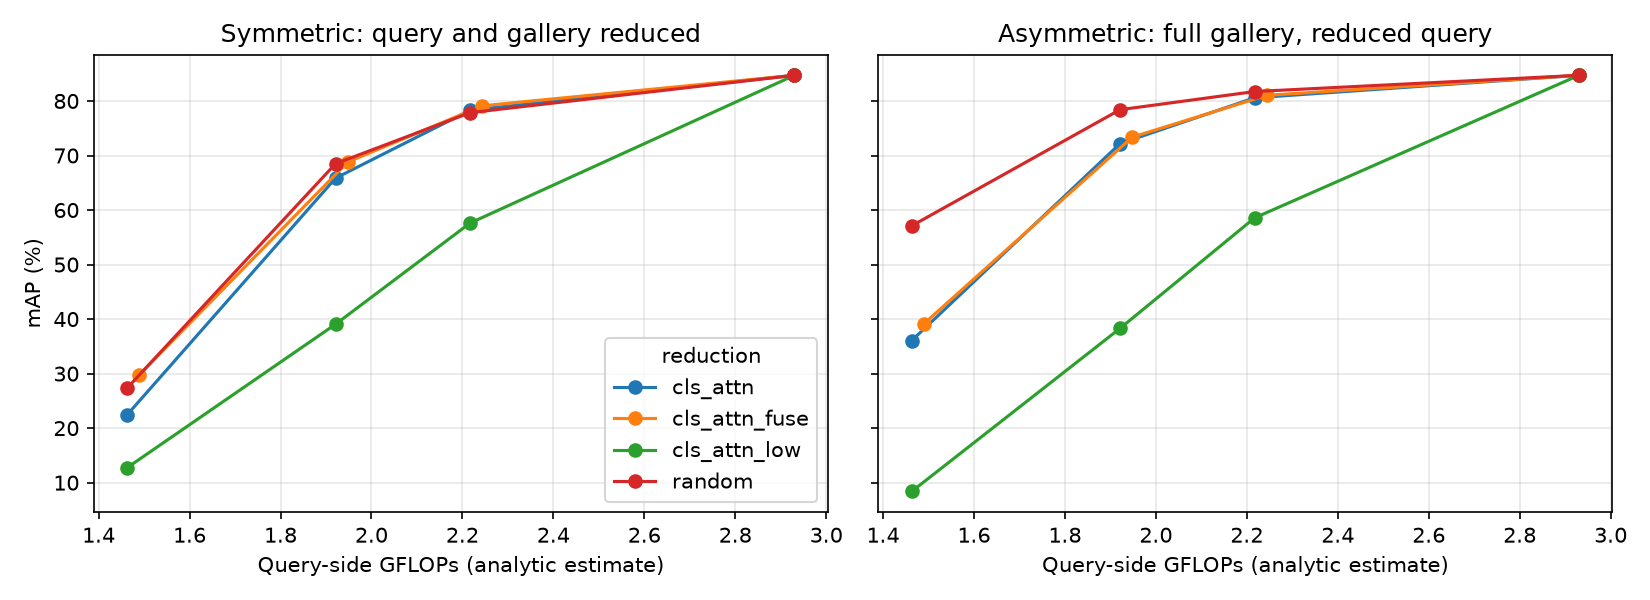 Symmetric: query and gallery reduced
mAP (%)
80
70
60
50
40
30
20
10
1.4 1.6 1.8 2.0 2.2 2.4 2.6 2.8 3.0
Query-side GFLOPs (analytic estimate)
reduction
cls_attn
cls_attn_fuse
cls_attn_low
random
Asymmetric: full gallery, reduced query
1.4 1.6 1.8 2.0 2.2 2.4 2.6 2.8 3.0
Query-side GFLOPs (analytic estimate)